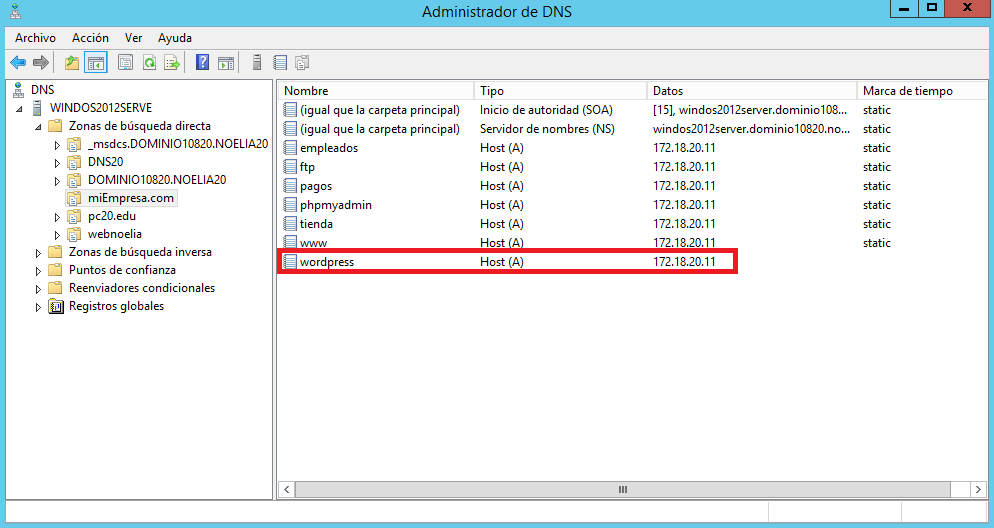 Administrador de DNS
Archivo Acción Ver Ayuda
DNS
WINDOS2012SERVE
Zonas de búsqueda directa
_msdcs.DOMINIO10820.NOELIA20
DNS20
DOMINIO10820.NOELIA20
miEmpresa.com
pc20.edu
webnoelia
Zonas de búsqueda inversa
Puntos de confianza
Reenviadores condicionales
Registros globales
Nombre Tipo Datos Marca de tiempo
(igual que la carpeta principal) Inicio de autoridad (SOA) [15], windos2012server.dominio108... static
(igual que la carpeta principal) Servidor de nombres (NS) windos2012server.dominio10820.no... static
empleados Host (A) 172.18.20.11 static
ftp Host (A) 172.18.20.11 static
pagos Host (A) 172.18.20.11 static
phpmyadmin Host (A) 172.18.20.11 static
tienda Host (A) 172.18.20.11 static
www Host (A) 172.18.20.11 static
wordpress Host (A) 172.18.20.11